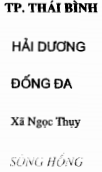 TP. THÁI BÌNH
HẢI DƯƠNG
ĐỐNG ĐA
Xã Ngọc Thụy
SÔNG HỒNG